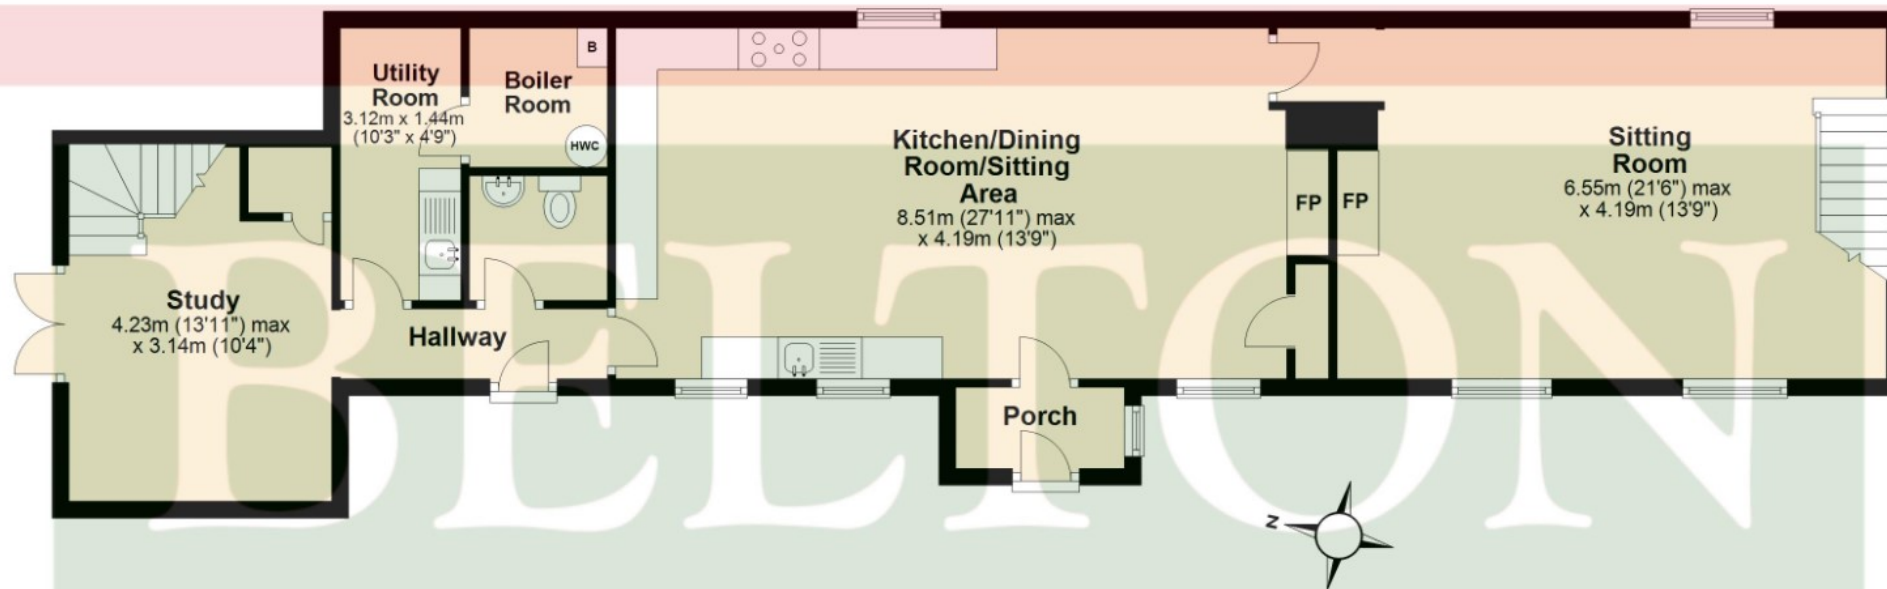 Utility
Room
3.12m x 1.44m
(10'3" x 4'9")
Boiler
Room
B
HWC
Kitchen/Dining
Room/Sitting
Area
8.51m (27'11") max
x 4.19m (13'9")
FP
FP
Sitting
Room
6.55m (21'6") max
x 4.19m (13'9")
Study
4.23m (13'11") max
x 3.14m (10'4")
Hallway
Porch
BELTON
Z